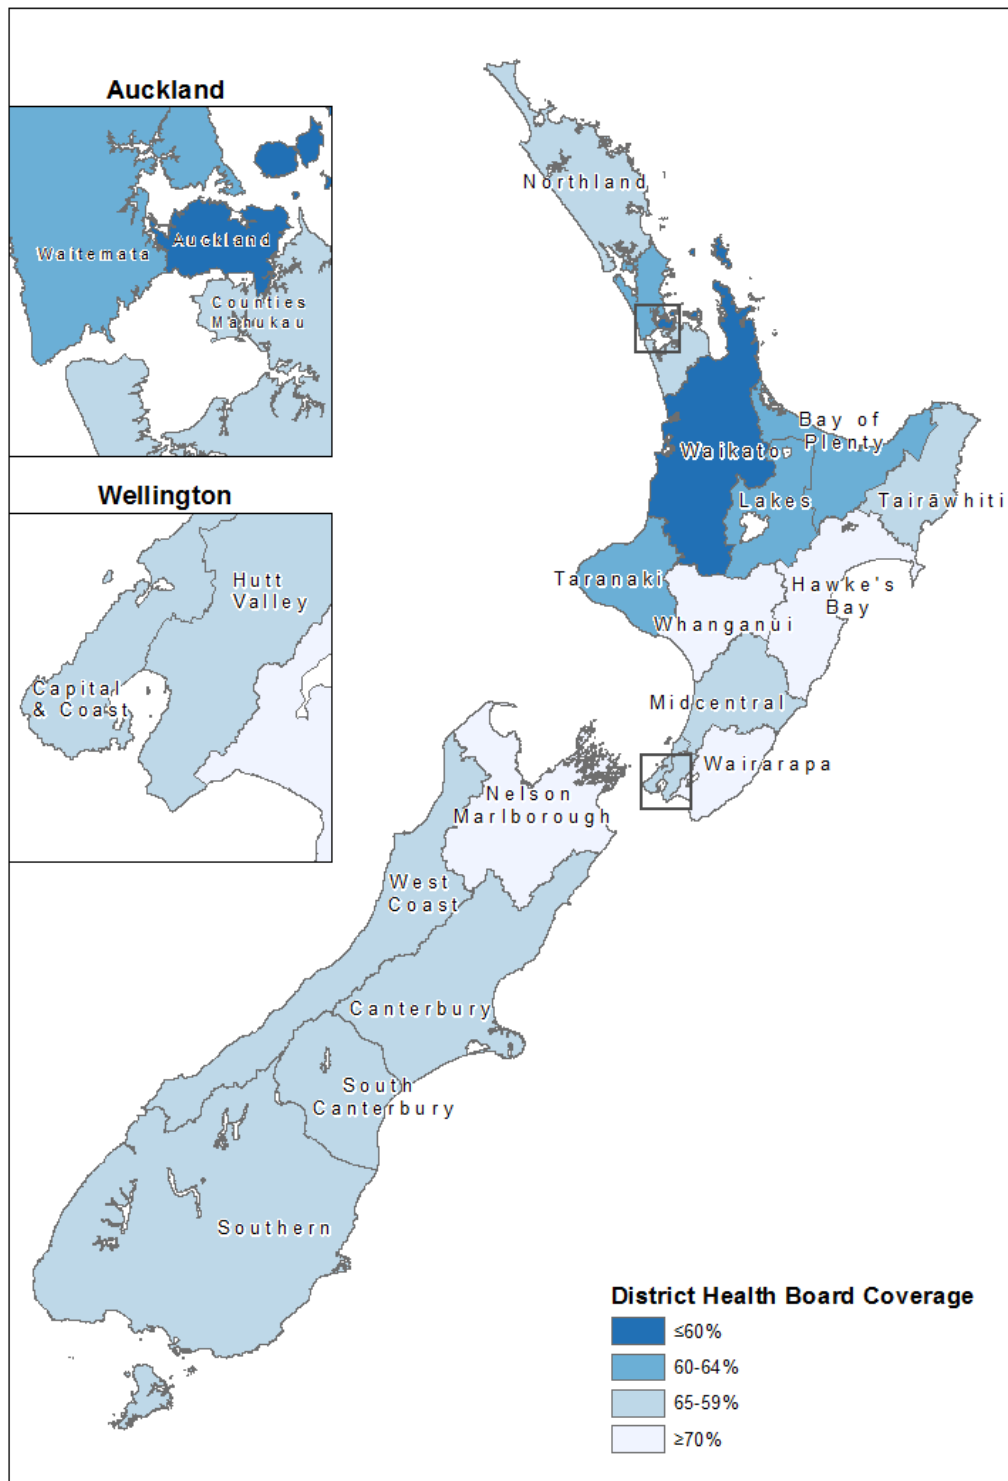 Auckland
Waitemata
Auckland
Counties
Manukau
Wellington
Hutt
Valley
Capital
& Coast
Northland
Bay of
Plenty
Waikato
Lakes
Tairāwhiti
Taranaki
Hawke's
Bay
Whanganui
Midcentral
Wairarapa
Nelson
Marlborough
West
Coast
Canterbury
South
Canterbury
Southern
District Health Board Coverage
≤60%
60-64%
65-59%
≥70%